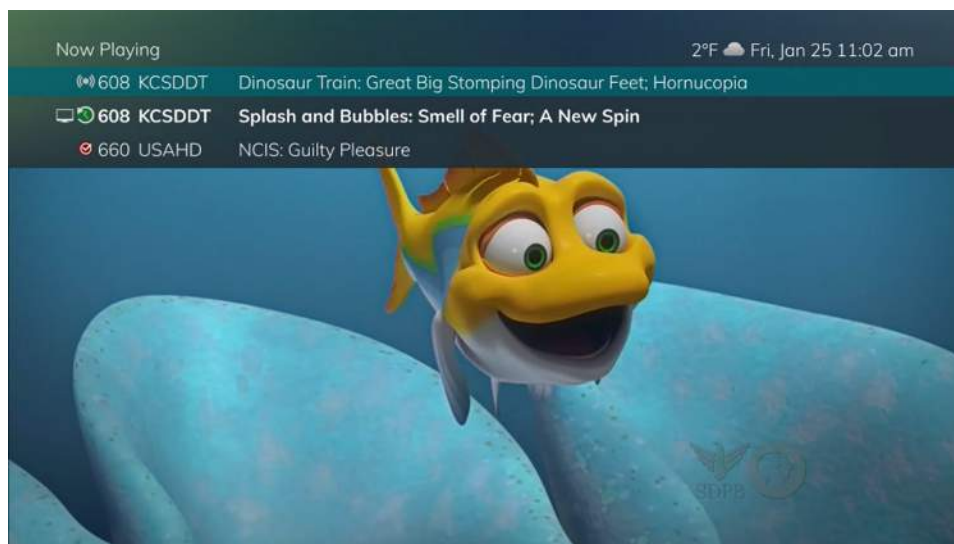 Now Playing 2°F Fri, Jan 25 11:02 am
608 KCSDDT Dinosaur Train: Great Big Stomping Dinosaur Feet; Hornucopia
608 KCSDDT Splash and Bubbles: Smell of Fear; A New Spin
660 USAHD NCIS: Guilty Pleasure
SDPB